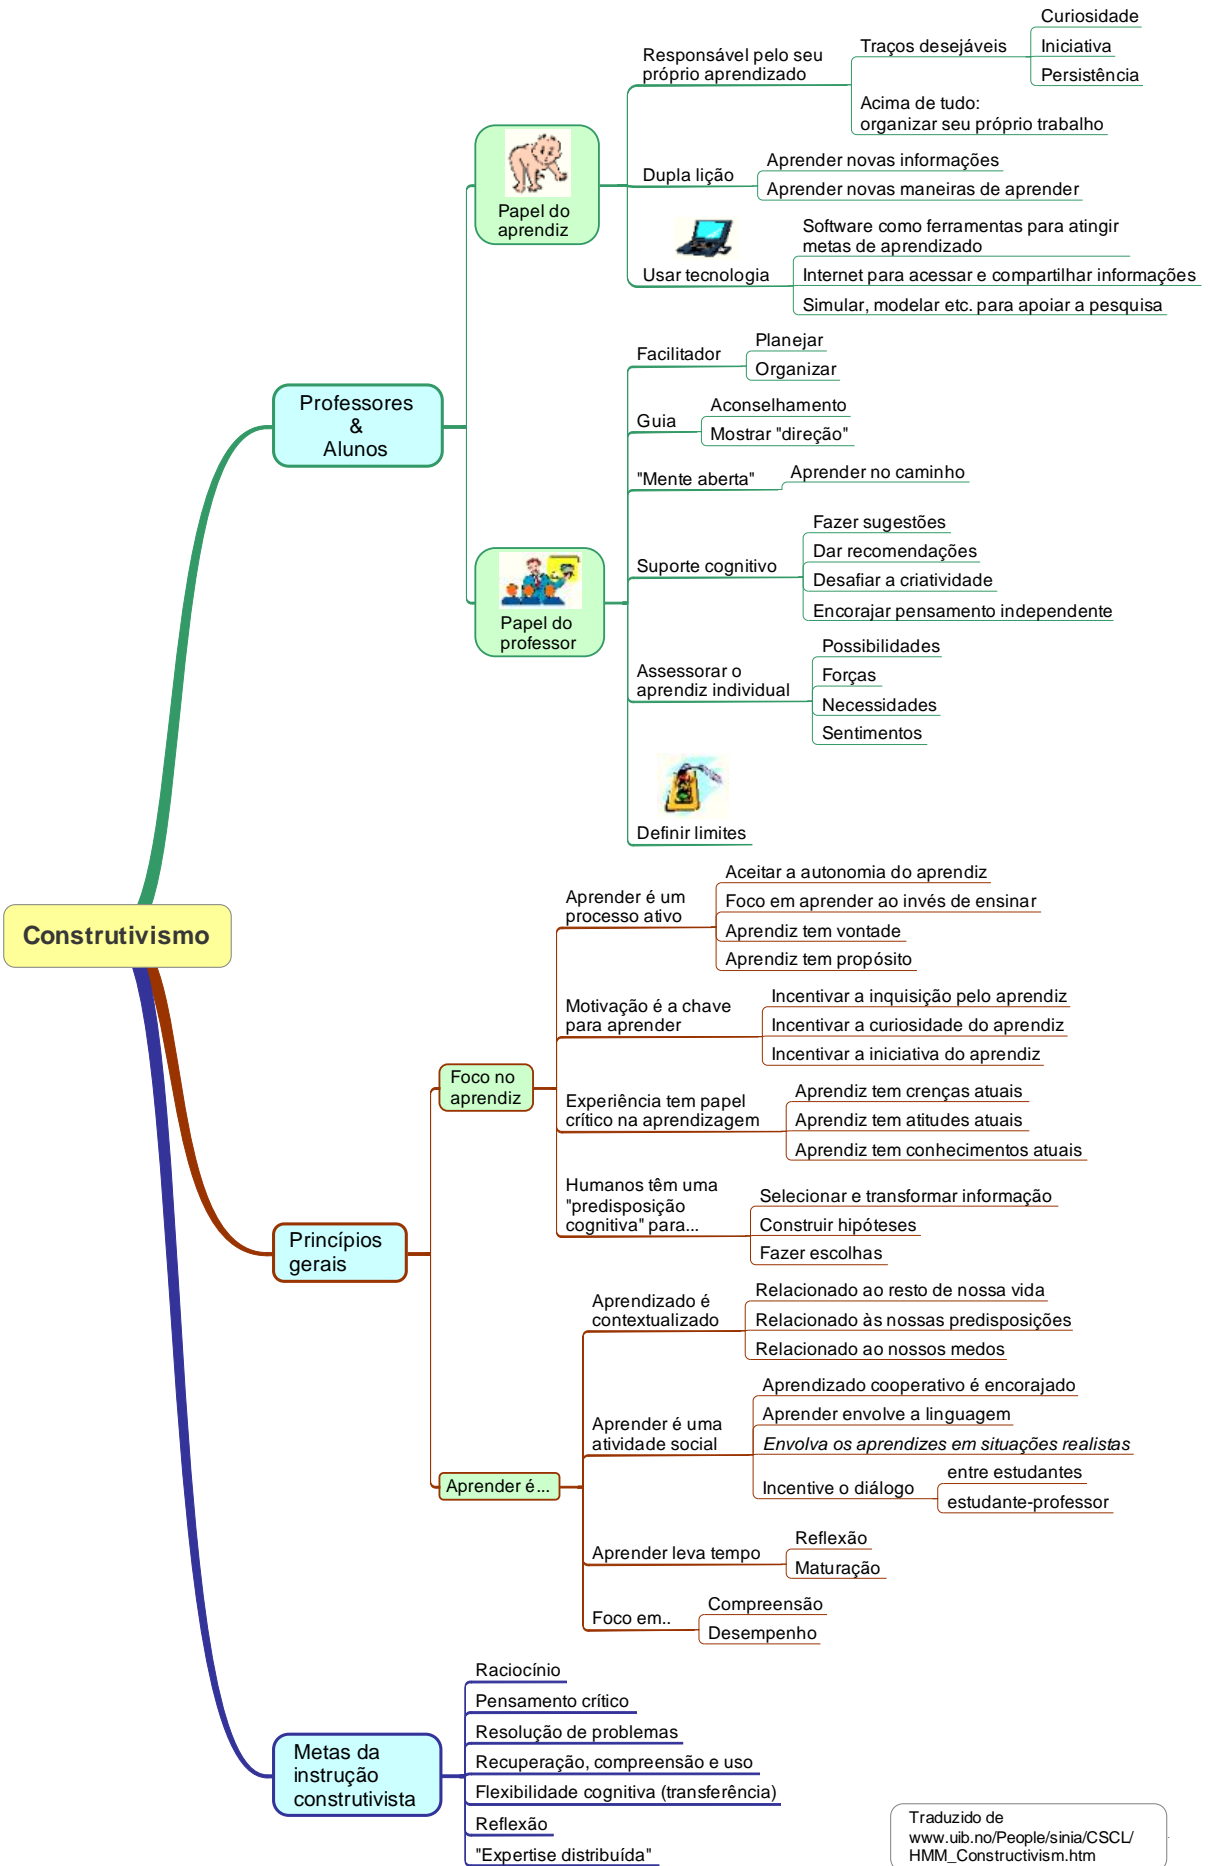 Construtivismo
Professores
&
Alunos
Papel do
aprendiz
Responsável pelo seu
próprio aprendizado
Traços desejáveis
Curiosidade
Iniciativa
Persistência
Acima de tudo:
organizar seu próprio trabalho
Dupla lição
Aprender novas informações
Aprender novas maneiras de aprender
Usar tecnologia
Software como ferramentas para atingir
metas de aprendizado
Internet para acessar e compartilhar informações
Simular, modelar etc. para apoiar a pesquisa
Papel do
professor
Facilitador
Planejar
Organizar
Guia
Aconselhamento
Mostrar "direção"
"Mente aberta"
Aprender no caminho
Suporte cognitivo
Fazer sugestões
Dar recomendações
Desafiar a criatividade
Encorajar pensamento independente
Assessorar o
aprendiz individual
Possibilidades
Forças
Necessidades
Sentimentos
Definir limites
Princípios
gerais
Foco no
aprendiz
Aprender é um
processo ativo
Aceitar a autonomia do aprendiz
Foco em aprender ao invés de ensinar
Aprendiz tem vontade
Aprendiz tem propósito
Motivação é a chave
para aprender
Incentivar a inquisição pelo aprendiz
Incentivar a curiosidade do aprendiz
Incentivar a iniciativa do aprendiz
Experiência tem papel
crítico na aprendizagem
Aprendiz tem crenças atuais
Aprendiz tem atitudes atuais
Aprendiz tem conhecimentos atuais
Humanos têm uma
"predisposição
cognitiva" para...
Selecionar e transformar informação
Construir hipóteses
Fazer escolhas
Aprender é...
Aprendizado é
contextualizado
Relacionado ao resto de nossa vida
Relacionado às nossas predisposições
Relacionado ao nossos medos
Aprender é uma
atividade social
Aprendizado cooperativo é encorajado
Aprender envolve a linguagem
Envolva os aprendizes em situações realistas
Incentive o diálogo
entre estudantes
estudante-professor
Aprender leva tempo
Reflexão
Maturação
Foco em..
Compreensão
Desempenho
Metas da
instrução
construtivista
Raciocínio
Pensamento crítico
Resolução de problemas
Recuperação, compreensão e uso
Flexibilidade cognitiva (transferência)
Reflexão
"Expertise distribuída"
Traduzido de
www.uib.no/People/sinia/CSCL/
HMM_Constructivism.htm